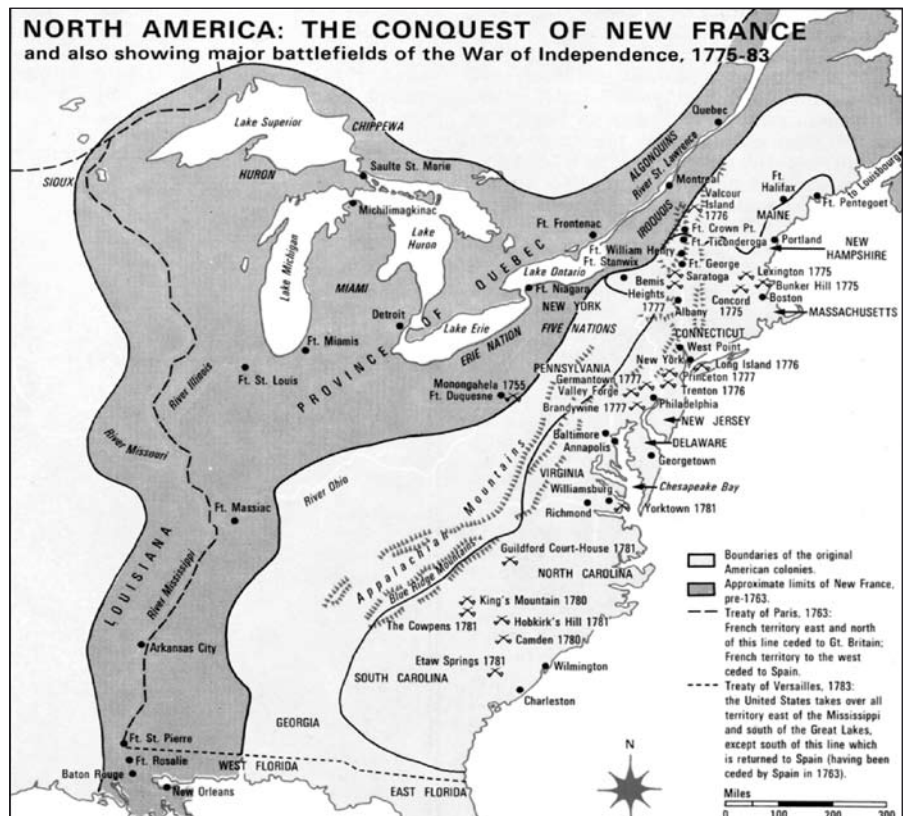 NORTH AMERICA: THE CONQUEST OF NEW FRANCE
and also showing major battlefields of the War of Independence, 1775-83
Lake Superior
CHIPPEWA
SIOUX
HURON
Saulte St. Marie
Michilimagkinac
Lake Michigan
Lake
Huron
MIAMI
Detroit
Lake Erie
Ft. Miamis
Ft. St. Louis
PROVINCE OF QUEBEC
ERIE NATION
Quebec
ALGONQUINS
River St. Lawrence
Montreal
IROQUOIS
Valcour
Island
1776
Ft.
Halifax
to Louisbourg
Ft. Pentegoet
MAINE
Ft. Frontenac
Ft. Crown Pt.
Ft. Ticonderoga
Portland
NEW
HAMPSHIRE
Ft.
William Henry
Ft.
Stanwix
Ft. George
Lake Ontario
Saratoga
Lexington 1775
Ft. Niagara
Bemis
Heights
1777
Bunker Hill 1775
Concord
1775
Boston
MASSACHUSETTS
NEW YORK
FIVE NATIONS
Albany
CONNECTICUT
West Point
New York
Long Island 1776
PENNSYLVANIA
Princeton 1777
Germantown 1777
Trenton 1776
Valley Forge
Philadelphia
Brandywine 1777
Monongahela 1755
Ft. Duquesne
NEW JERSEY
Baltimore
DELAWARE
Annapolis
Georgetown
VIRGINIA
Chesapeake Bay
Williamsburg
Richmond
Yorktown 1781
River Illinois
River Missouri
River Ohio
Ft. Massiac
LOUISIANA
River Mississippi
Appalachian Mountains
Blue Ridge Mountains
Guildford Court-House 1781
NORTH CAROLINA
King's Mountain 1780
The Cowpens 1781
Hobkirk's Hill 1781
Camden 1780
Etaw Springs 1781
Wilmington
SOUTH CAROLINA
Charleston
Arkansas City
GEORGIA
Ft. St. Pierre
Ft. Rosalie
WEST FLORIDA
Baton Rouge
New Orleans
EAST FLORIDA
Boundaries of the original
American colonies.
Approximate limits of New France,
pre-1763.
Treaty of Paris, 1763:
French territory east and north
of this line ceded to Gt. Britain;
French territory to the west
ceded to Spain.
Treaty of Versailles, 1783:
the United States takes over all
territory east of the Mississippi
and south of the Great Lakes,
except south of this line which
is returned to Spain (having been
ceded by Spain in 1763).
N
Miles
0 100 200 300